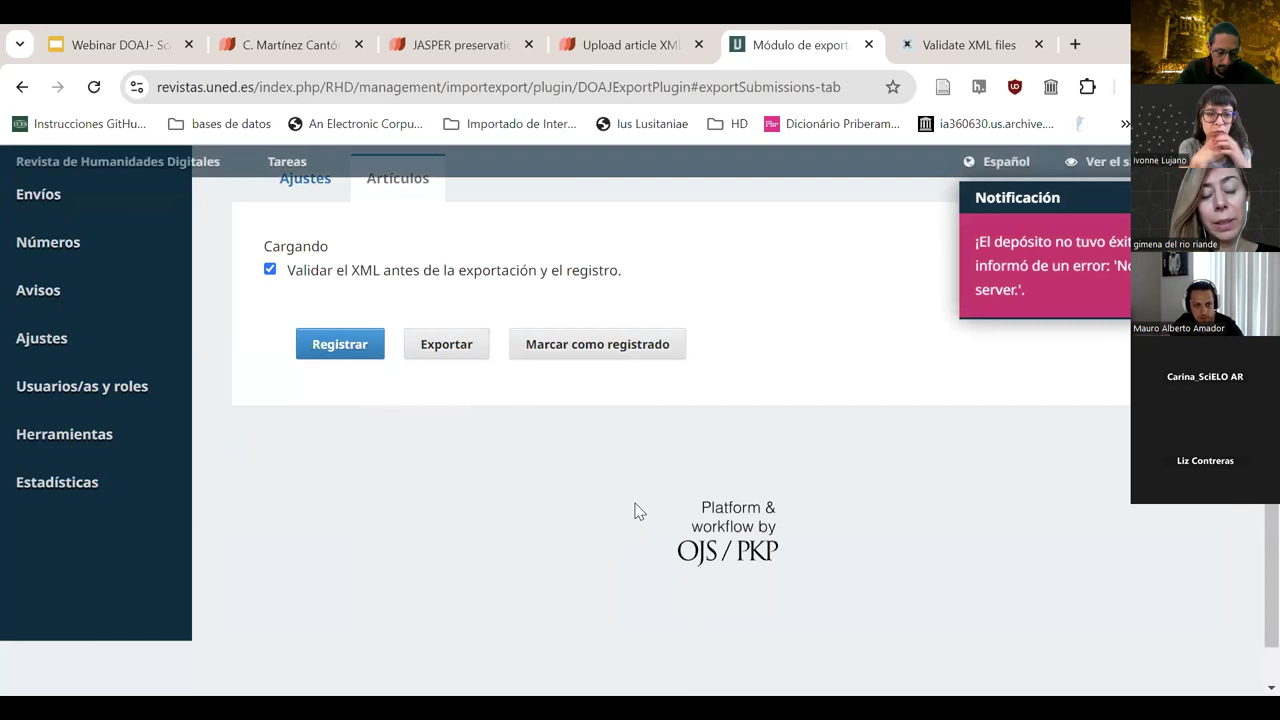 Webinar DOAJ- Sc
C. Martínez Cantó
JASPER preservatio
Upload article XML
Módulo de export
Validate XML files
revistas.uned.es/index.php/RHD/management/importexport/plugin/DOAJExportPlugin#exportSubmissions-tab
Instrucciones GitHu...
bases de datos
An Electronic Corpu...
Importado de Inter...
Ius Lusitaniae
HD
Dicionário Priberam...
ia360630.us.archive....
Revista de Humanidades Digitales
Tareas
Español
Ver el s
Envíos
Números
Avisos
Ajustes
Usuarios/as y roles
Herramientas
Estadísticas
Ajustes
Artículos
Cargando
Validar el XML antes de la exportación y el registro.
Registrar
Exportar
Marcar como registrado
Notificación
¡El depósito no tuvo éxit
informó de un error: 'No
server.'.
Platform &
workflow by
OJS / PKP
Ivonne Lujano
gimena del rio riande
Mauro Alberto Amador
Carina_SciELO AR
Liz Contreras